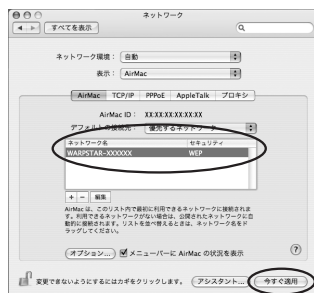 ネットワーク
すべてを表示
ネットワーク環境： 自動
表示： AirMac
AirMac TCP/IP PPPoE AppleTalk プロキシ
AirMac ID： XX:XX:XX:XX:XX:XX
デフォルトの接続先： 優先するネットワーク
ネットワーク名 セキュリティ
WARPSTAR-XXXXXX WEP
+ − 編集
AirMac は、このリスト内で最初に利用できるネットワークに接続されま
す。利用できるネットワークがない場合は、公開されたネットワークに自
動的に接続されます。リストを並べ替えるときは、ネットワーク名をド
ラッグしてください。
オプション... メニューバーに AirMac の状況を表示 ?
変更できないようにするにはカギをクリックします。 アシスタント... 今すぐ適用